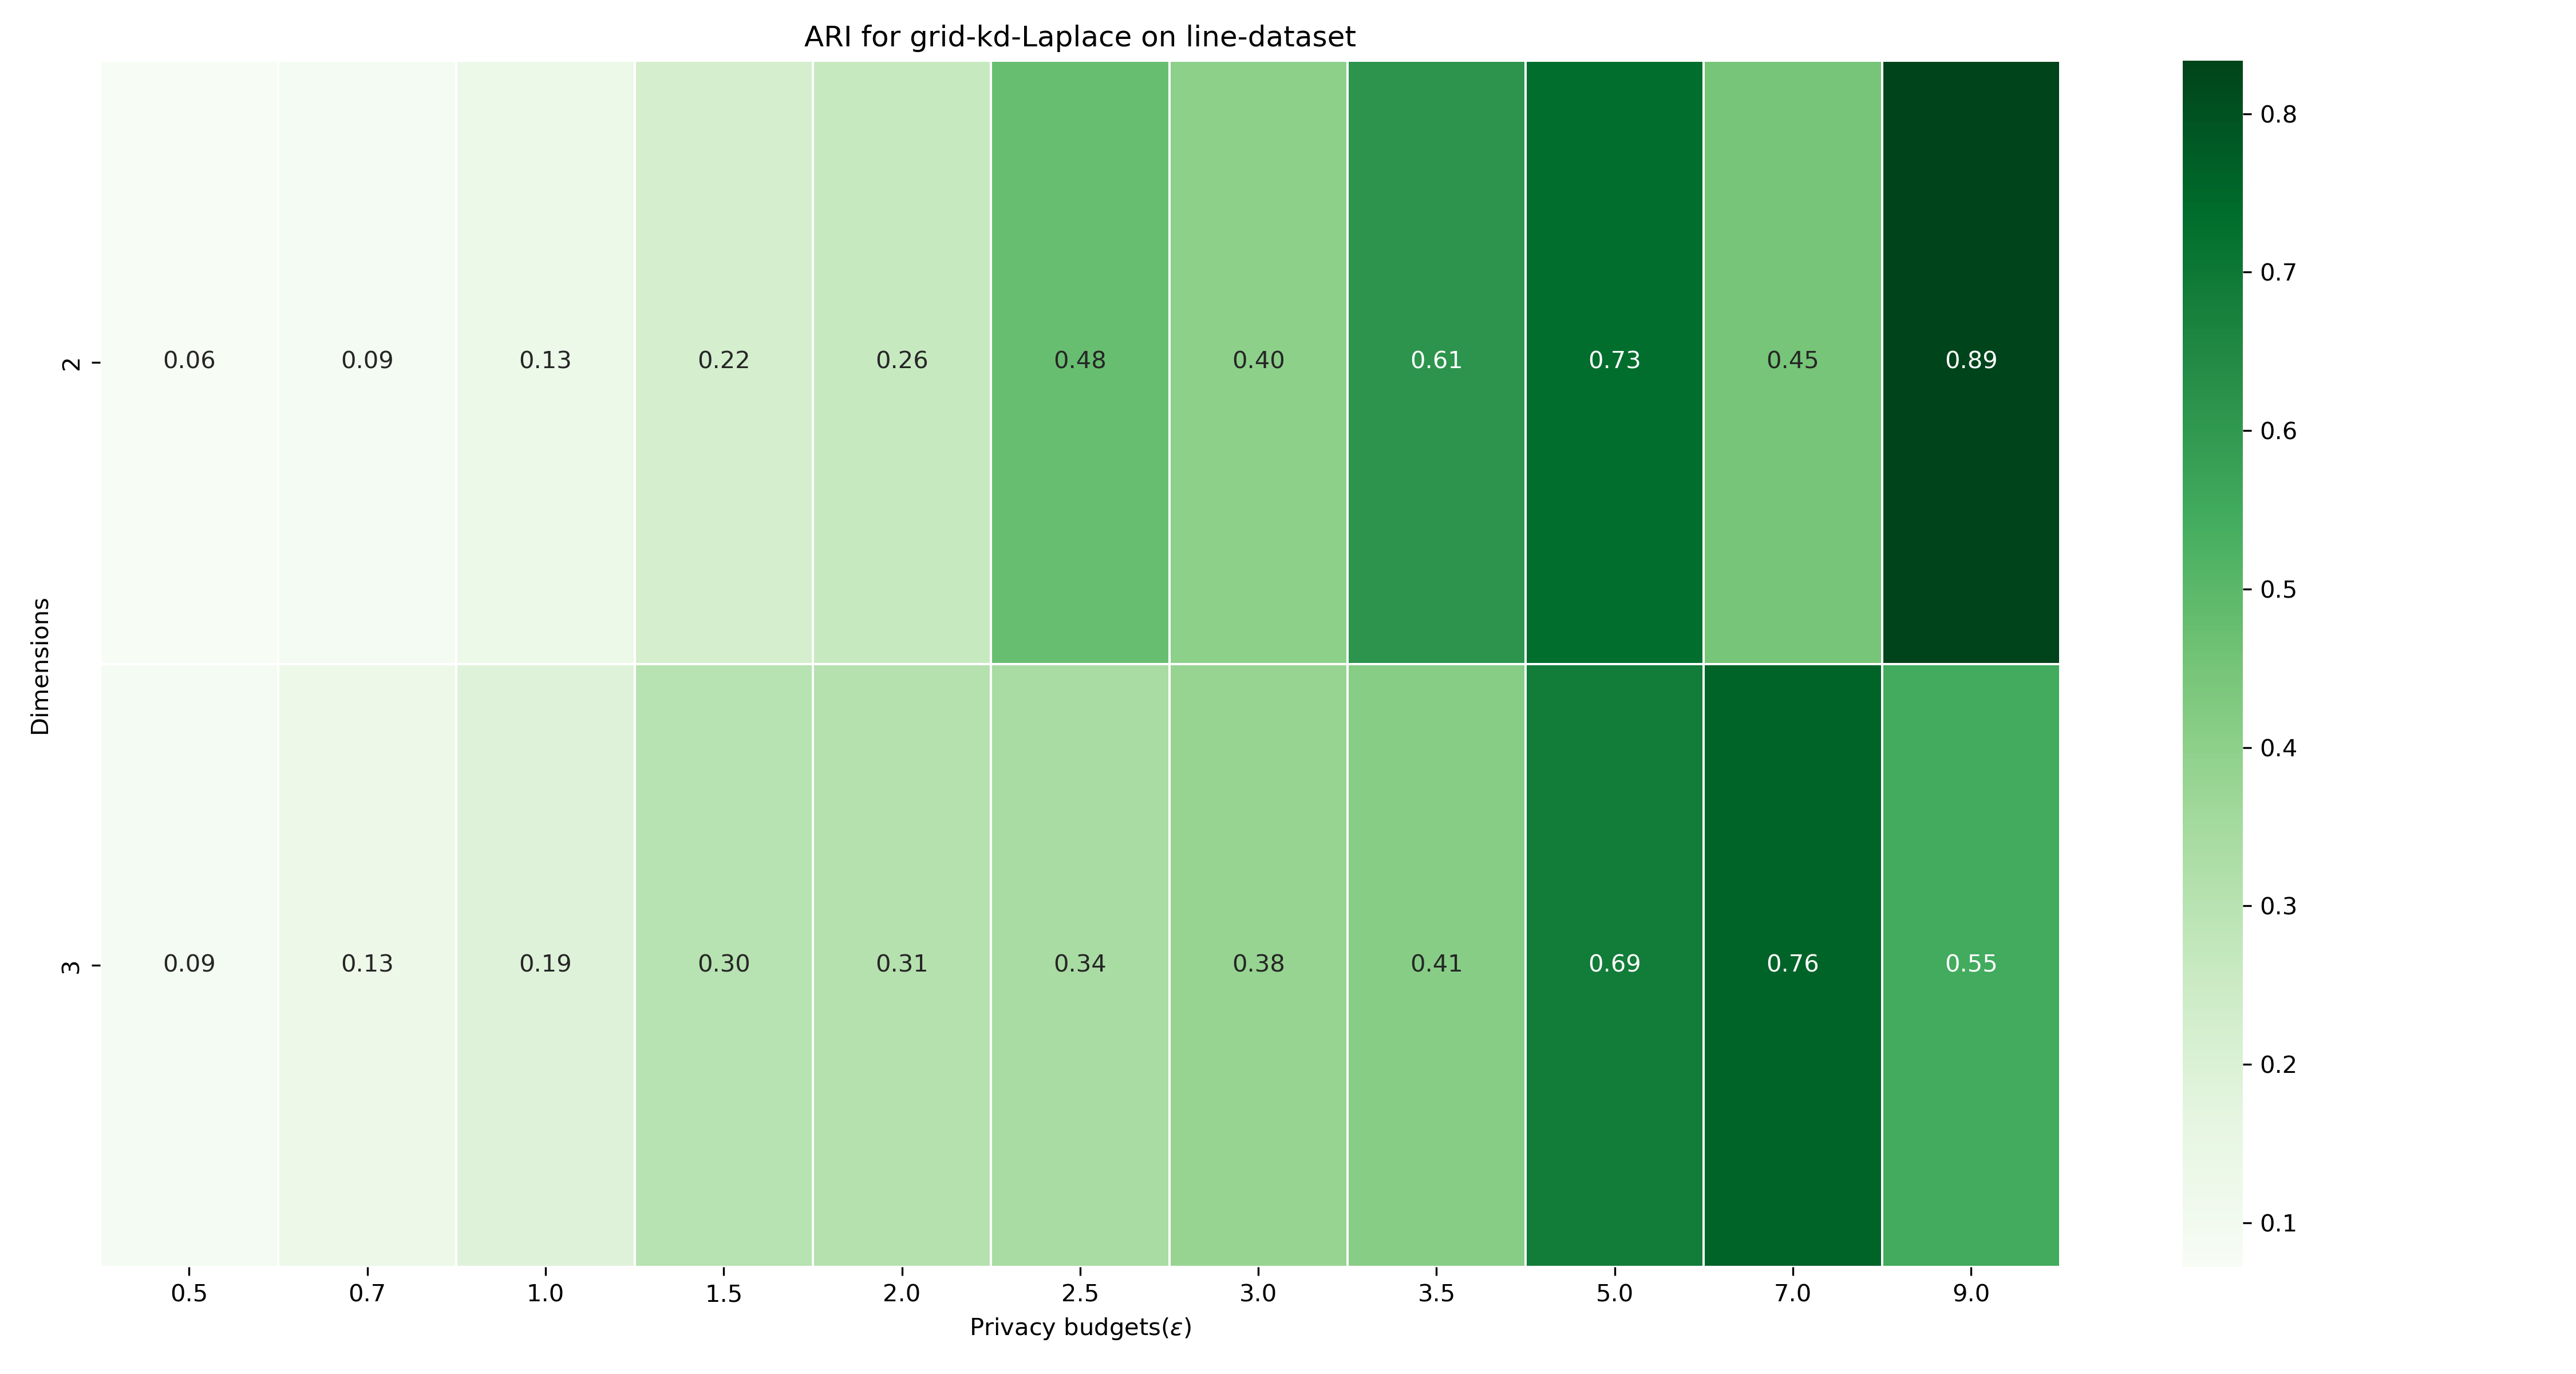 ARI for grid-kd-Laplace on line-dataset
Dimensions
2
0.06 0.09 0.13 0.22 0.26 0.48 0.40 0.61 0.73 0.45 0.89
3
0.09 0.13 0.19 0.30 0.31 0.34 0.38 0.41 0.69 0.76 0.55
0.5 0.7 1.0 1.5 2.0 2.5 3.0 3.5 5.0 7.0 9.0
Privacy budgets(ε)
0.8
0.7
0.6
0.5
0.4
0.3
0.2
0.1